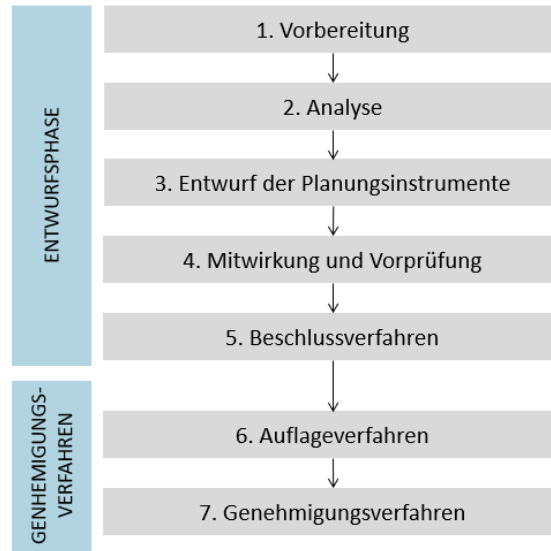 ENTWURFSPHASE
1. Vorbereitung
2. Analyse
3. Entwurf der Planungsinstrumente
4. Mitwirkung und Vorprüfung
5. Beschlussverfahren
GENHEMIGUNGS-
VERFAHREN
6. Auflageverfahren
7. Genehmigungsverfahren